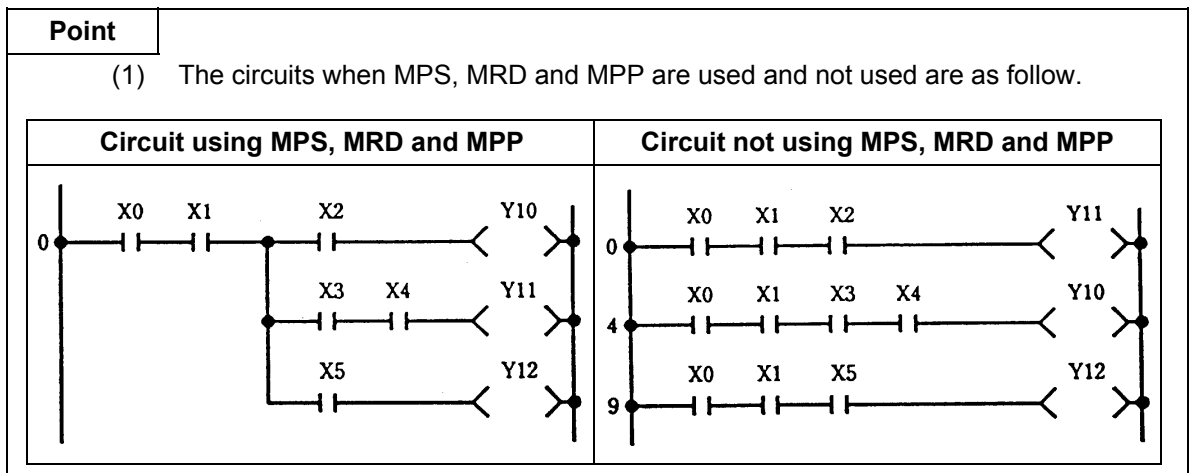 Point
(1) The circuits when MPS, MRD and MPP are used and not used are as follow.
Circuit using MPS, MRD and MPP
Circuit not using MPS, MRD and MPP
X0 X1 X2 Y10
0
X3 X4 Y11
X5 Y12
X0 X1 X2 Y11
0
X0 X1 X3 X4 Y10
4
X0 X1 X5 Y12
9